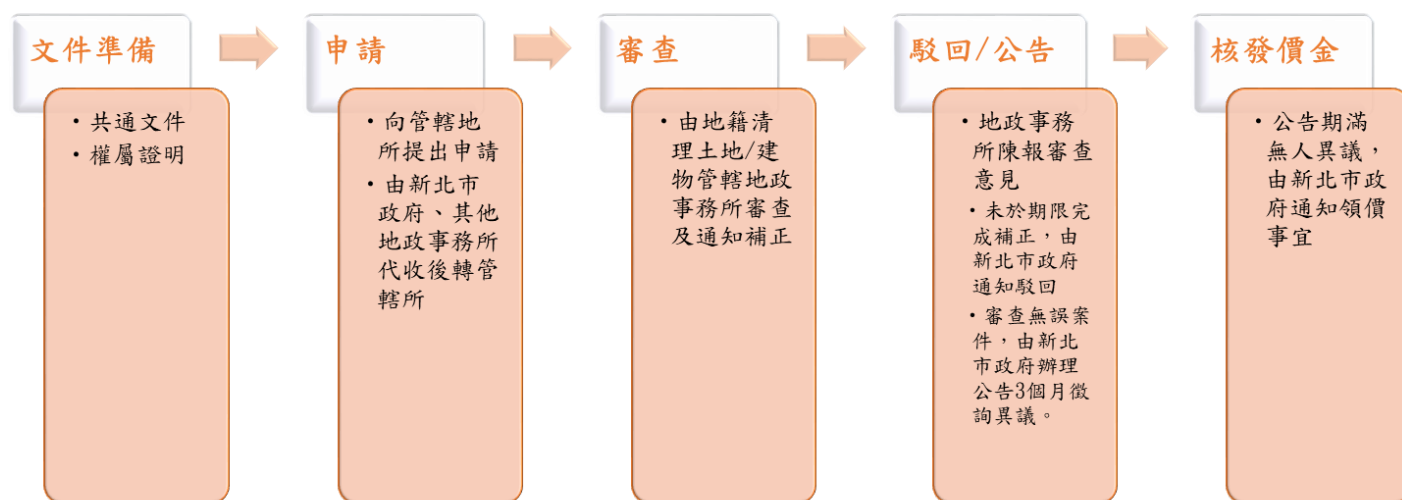 文件準備
・共通文件
・權屬證明
申請
・向管轄地
所提出申請
・由新北市
政府、其他
地政事務所
代收後轉管
轄所
審查
・由地籍清
理土地/建
物管轄地政
事務所審查
及通知補正
駁回/公告
・地政事務
所陳報審查
意見
・未於期限完
成補正，由
新北市政府
通知駁回
・審查無誤案
件，由新北
市政府辦理
公告3個月徵
詢異議。
核發價金
・公告期滿
無人異議，
由新北市政
府通知領價
事宜